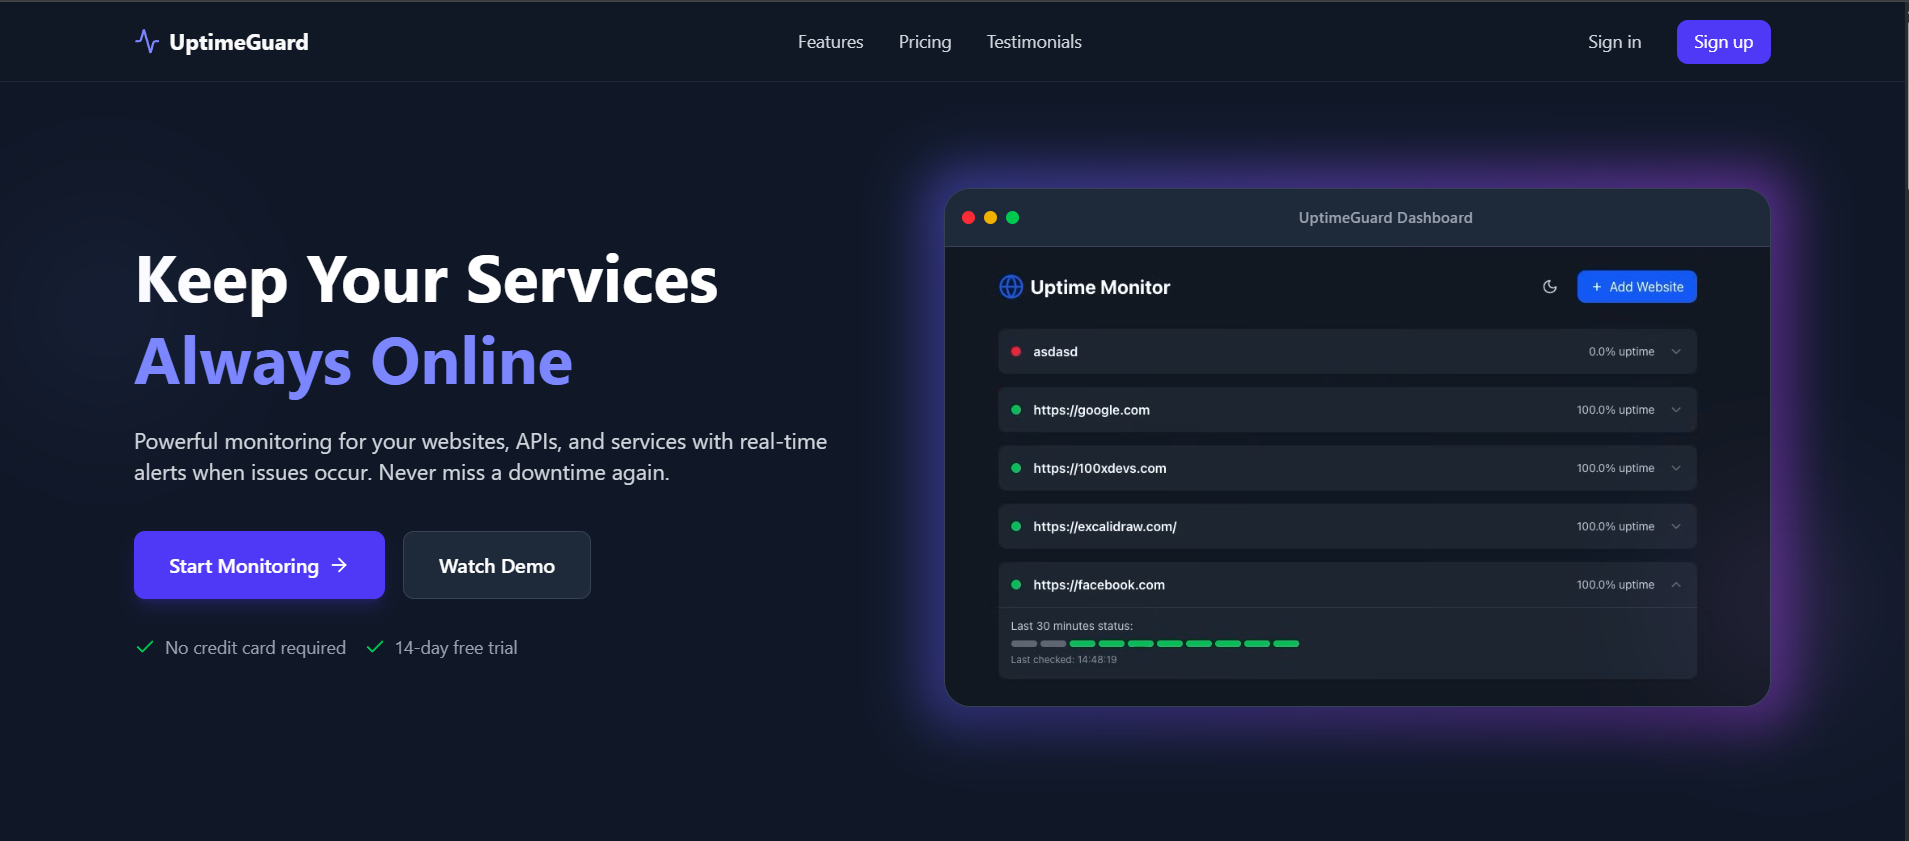 UptimeGuard
Features
Pricing
Testimonials
Sign in
Sign up
Keep Your Services
Always Online
Powerful monitoring for your websites, APIs, and services with real-time
alerts when issues occur. Never miss a downtime again.
Start Monitoring →
Watch Demo
No credit card required
14-day free trial
UptimeGuard Dashboard
Uptime Monitor
+ Add Website
asdasd
0.0% uptime
https://google.com
100.0% uptime
https://100xdevs.com
100.0% uptime
https://excalidraw.com/
100.0% uptime
https://facebook.com
100.0% uptime
Last 30 minutes status:
Last checked: 14:48:19